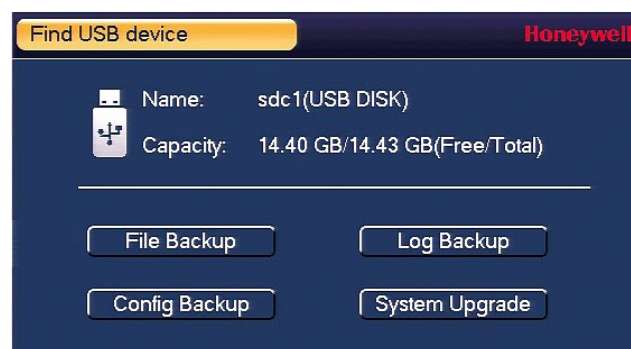 Find USB device
Honeywell
Name: sdc1(USB DISK)
Capacity: 14.40 GB/14.43 GB(Free/Total)
File Backup
Log Backup
Config Backup
System Upgrade